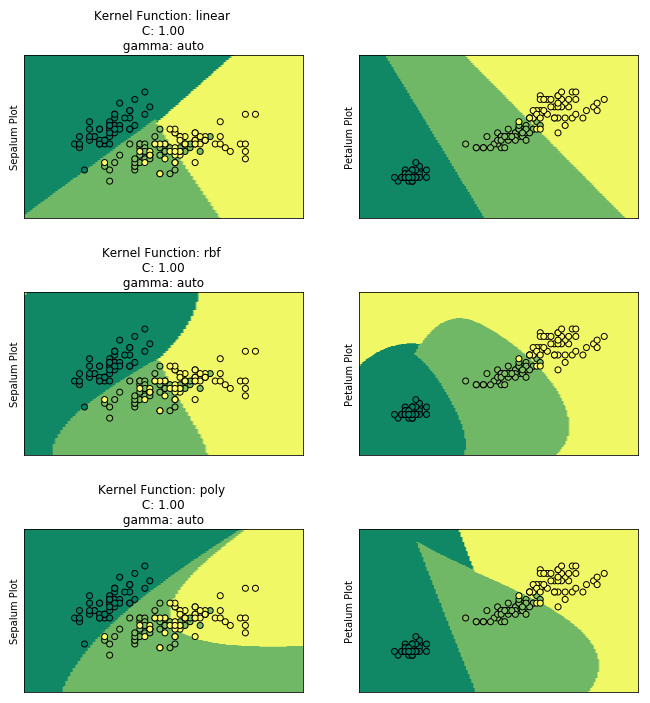 Kernel Function: linear
C: 1.00
gamma: auto
Sepalum Plot
Petalum Plot
Kernel Function: rbf
C: 1.00
gamma: auto
Sepalum Plot
Petalum Plot
Kernel Function: poly
C: 1.00
gamma: auto
Sepalum Plot
Petalum Plot